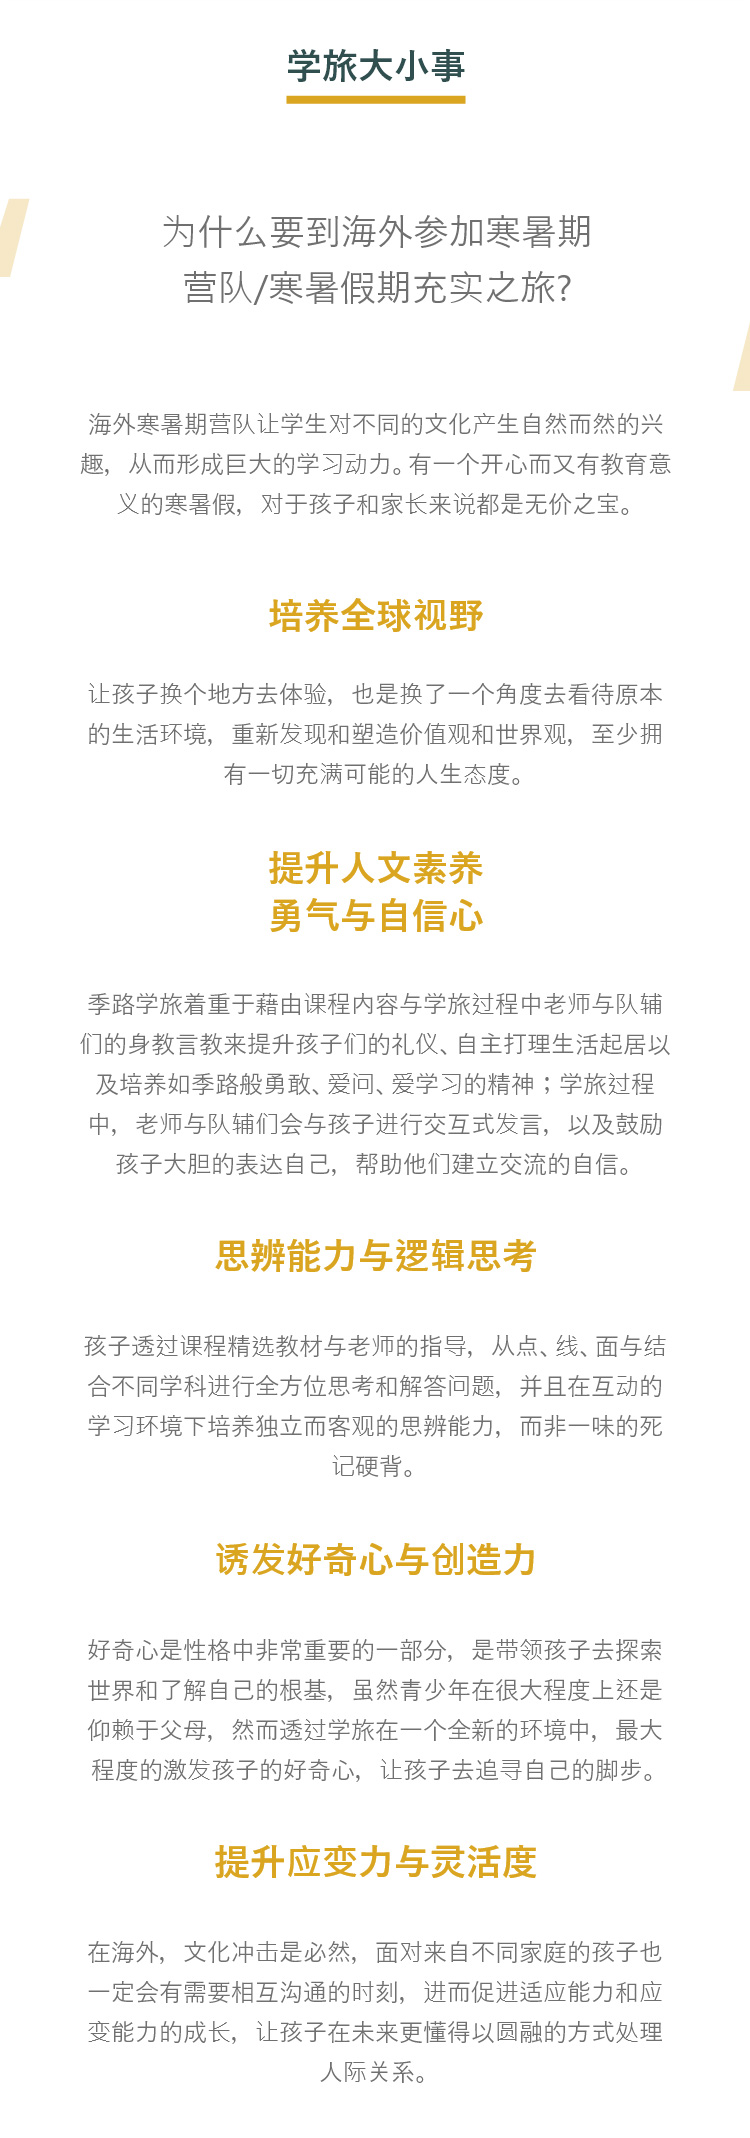 学旅大小事
为什么要到海外参加寒暑期
营队/寒暑假期充实之旅?
海外寒暑期营队让学生对不同的文化产生自然而然的兴
趣，从而形成巨大的学习动力。有一个开心而又有教育意
义的寒暑假，对于孩子和家长来说都是无价之宝。
培养全球视野
让孩子换个地方去体验，也是换了一个角度去看待原本
的生活环境，重新发现和塑造价值观和世界观，至少拥
有一切充满可能的人生态度。
提升人文素养
勇气与自信心
季路学旅着重于藉由课程内容与学旅过程中老师与队辅
们的身教言教来提升孩子们的礼仪、自主打理生活起居以
及培养如季路般勇敢、爱问、爱学习的精神；学旅过程
中，老师与队辅们会与孩子进行交互式发言，以及鼓励
孩子大胆的表达自己，帮助他们建立交流的自信。
思辨能力与逻辑思考
孩子透过课程精选教材与老师的指导，从点、线、面与结
合不同学科进行全方位思考和解答问题，并且在互动的
学习环境下培养独立而客观的思辨能力，而非一味的死
记硬背。
诱发好奇心与创造力
好奇心是性格中非常重要的一部分，是带领孩子去探索
世界和了解自己的根基，虽然青少年在很大程度上还是
仰赖于父母，然而透过学旅在一个全新的环境中，最大
程度的激发孩子的好奇心，让孩子去追寻自己的脚步。
提升应变力与灵活度
在海外，文化冲击是必然，面对来自不同家庭的孩子也
一定会有需要相互沟通的时刻，进而促进适应能力和应
变能力的成长，让孩子在未来更懂得以圆融的方式处理
人际关系。